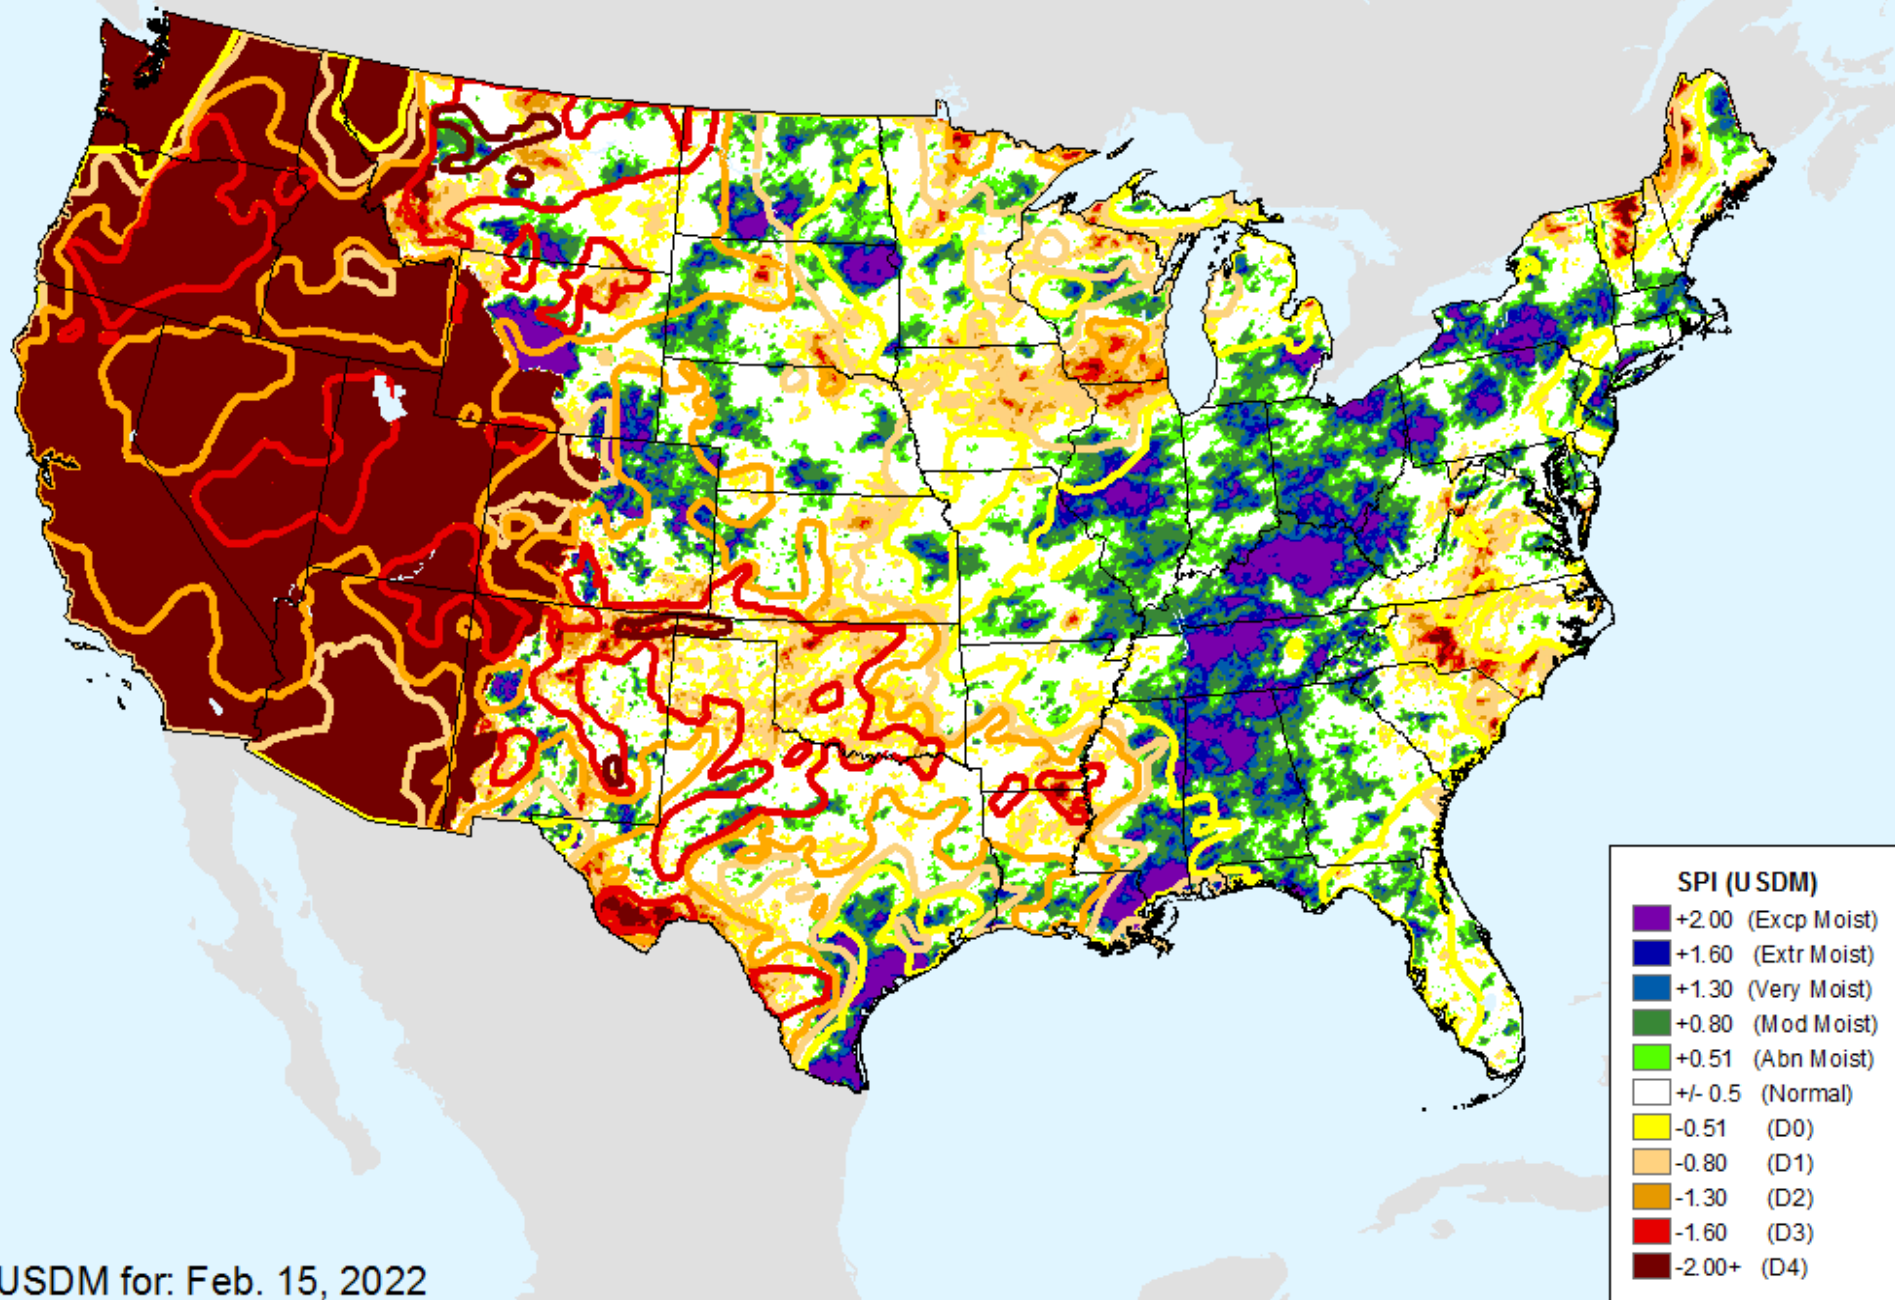 SPI (USDM)
+2.00 (Excp Moist)
+1.60 (Extr Moist)
+1.30 (Very Moist)
+0.80 (Mod Moist)
+0.51 (Abn Moist)
+/- 0.5 (Normal)
-0.51 (D0)
-0.80 (D1)
-1.30 (D2)
-1.60 (D3)
-2.00+ (D4)
USDM for: Feb. 15, 2022